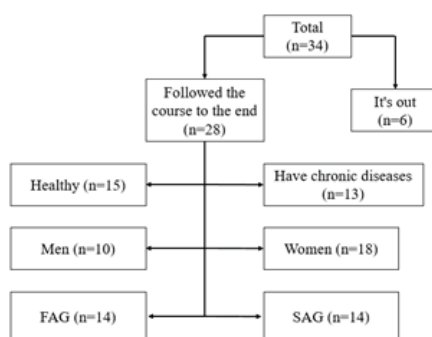 Total
(n=34)
Followed the
course to the end
(n=28)
It's out
(n=6)
Healthy (n=15)
Have chronic diseases
(n=13)
Men (n=10)
Women (n=18)
FAG (n=14)
SAG (n=14)